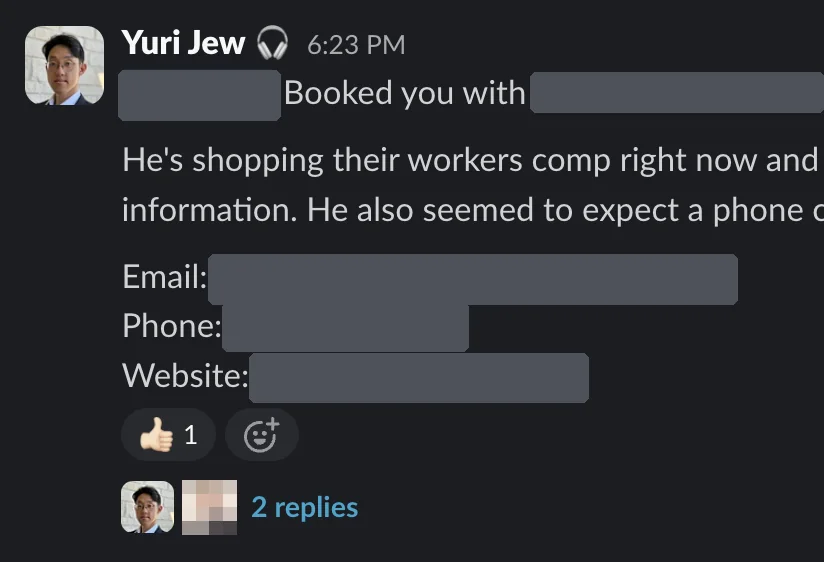 Yuri Jew 6:23 PM
Booked you with
He's shopping their workers comp right now and
information. He also seemed to expect a phone
Email:
Phone:
Website:
1
2 replies